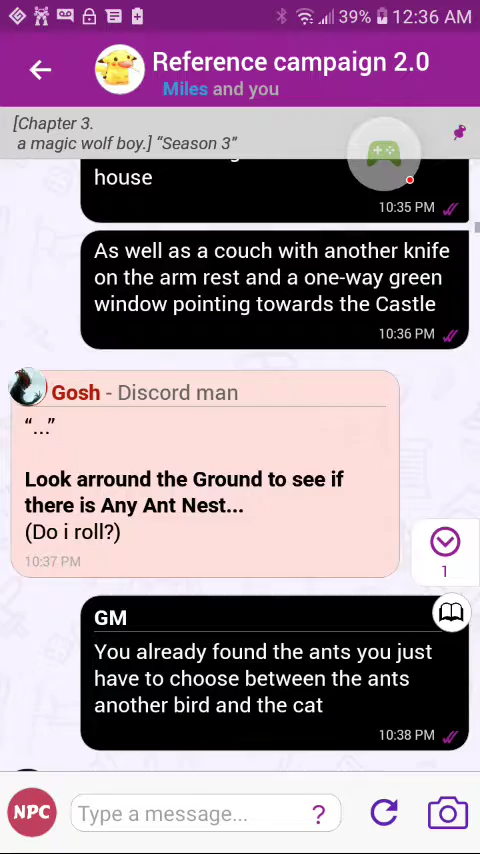 39% 12:36 AM
Reference campaign 2.0
Miles and you
[Chapter 3.
a magic wolf boy.] “Season 3”
house
10:35 PM
As well as a couch with another knife
on the arm rest and a one-way green
window pointing towards the Castle
10:36 PM
Gosh - Discord man
“...”
Look arround the Ground to see if
there is Any Ant Nest...
(Do i roll?)
10:37 PM
1
GM
You already found the ants you just
have to choose between the ants
another bird and the cat
10:38 PM
NPC
Type a message...
?